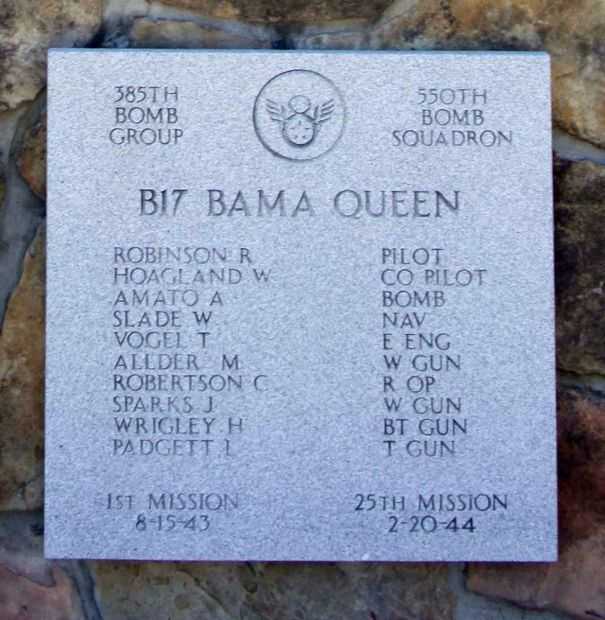 385TH
BOMB
GROUP
550TH
BOMB
SQUADRON
B17 BAMA QUEEN
ROBINSON R PILOT
HOAGLAND W CO PILOT
AMATO A BOMB
SLADE W NAV
VOGEL T E ENG
ALLDER M W GUN
ROBERTSON C R OP
SPARKS J W GUN
WRIGLEY H BT GUN
PADGETT L T GUN
1ST MISSION 25TH MISSION
8-15-43 2-20-44